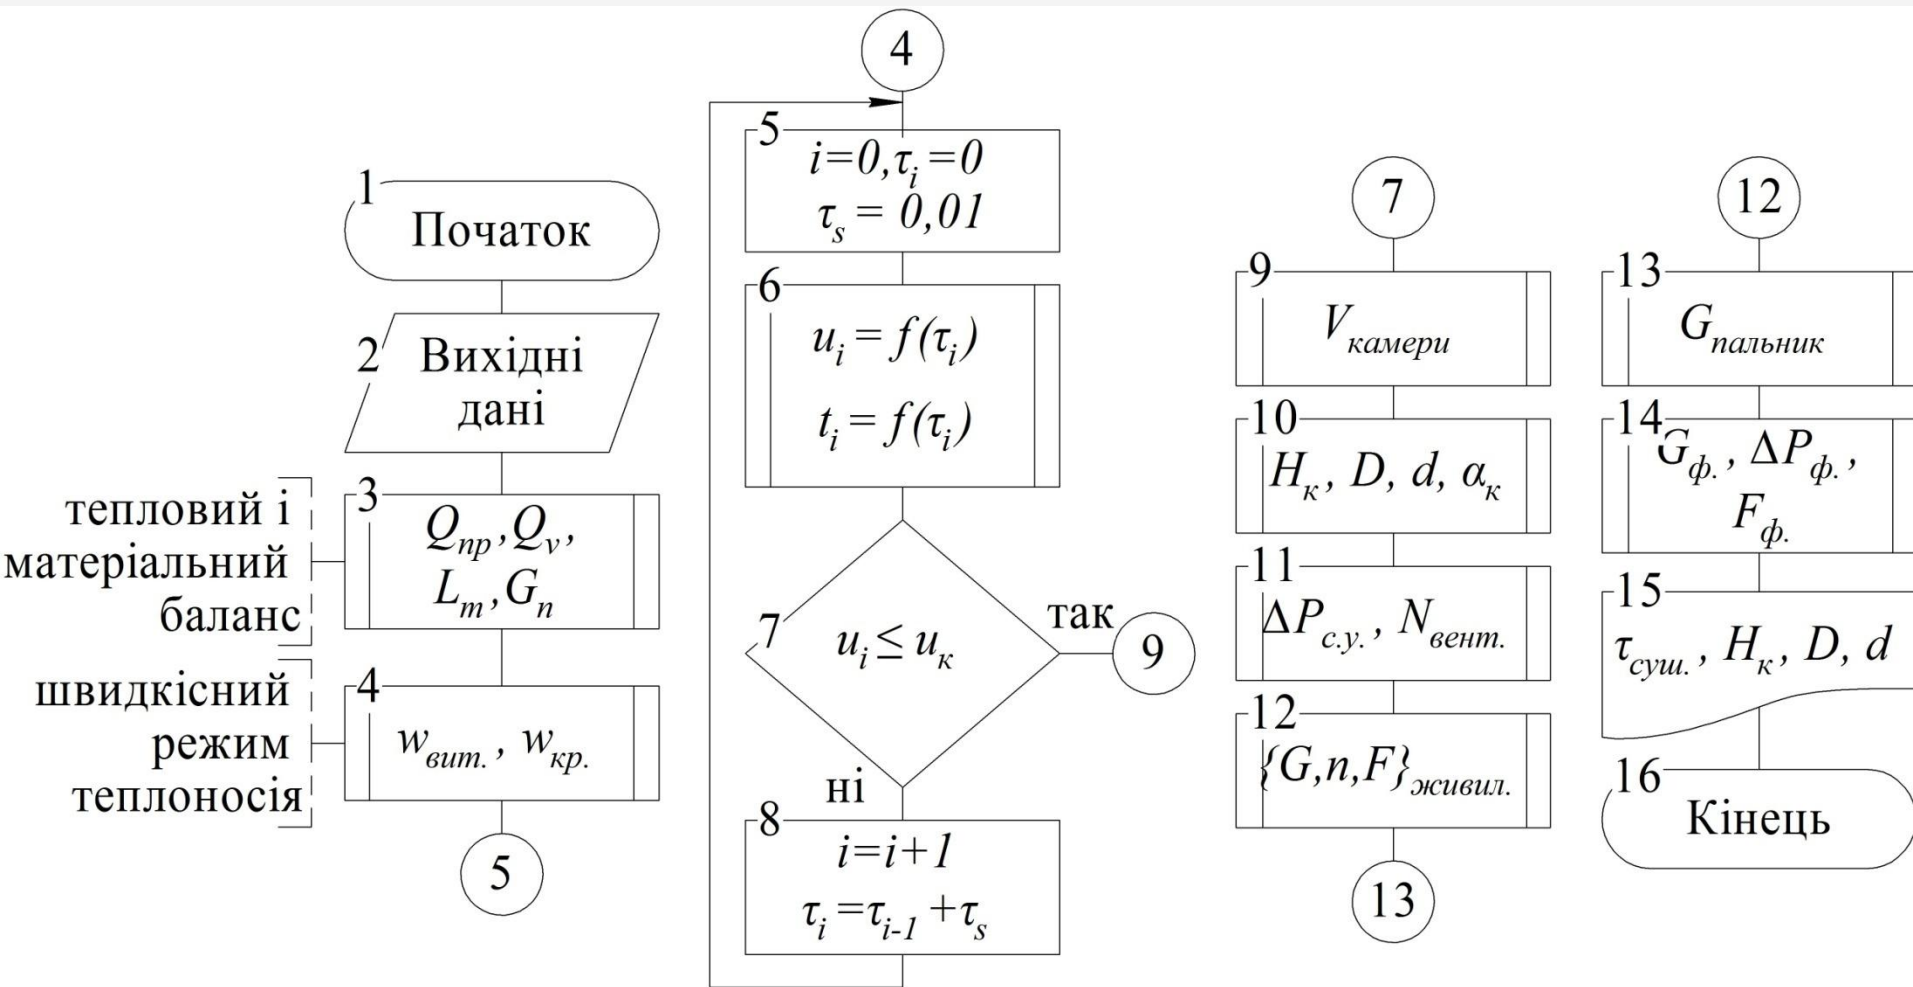 1
Початок
2
Вихідні
дані
тепловий і
матеріальний
баланс
3
Qпр, Qv,
Lт, Gп
швидкісний
режим
теплоносія
4
wвит., wкр.
5
4
5
i=0, τi=0
τs = 0,01
6
ui = f(τi)
ti = f(τi)
7
ui ≤ uк
так
9
ні
8
i=i+1
τi=τi-1+τs
7
9
Vкамери
10
Hк, D, d, αк
11
ΔPс.у., Nвент.
12
{G,n,F}живил.
13
12
13
Gпальник
14
Gф., ΔPф.,
Fф.
15
τсуш., Hк, D, d
16
Кінець